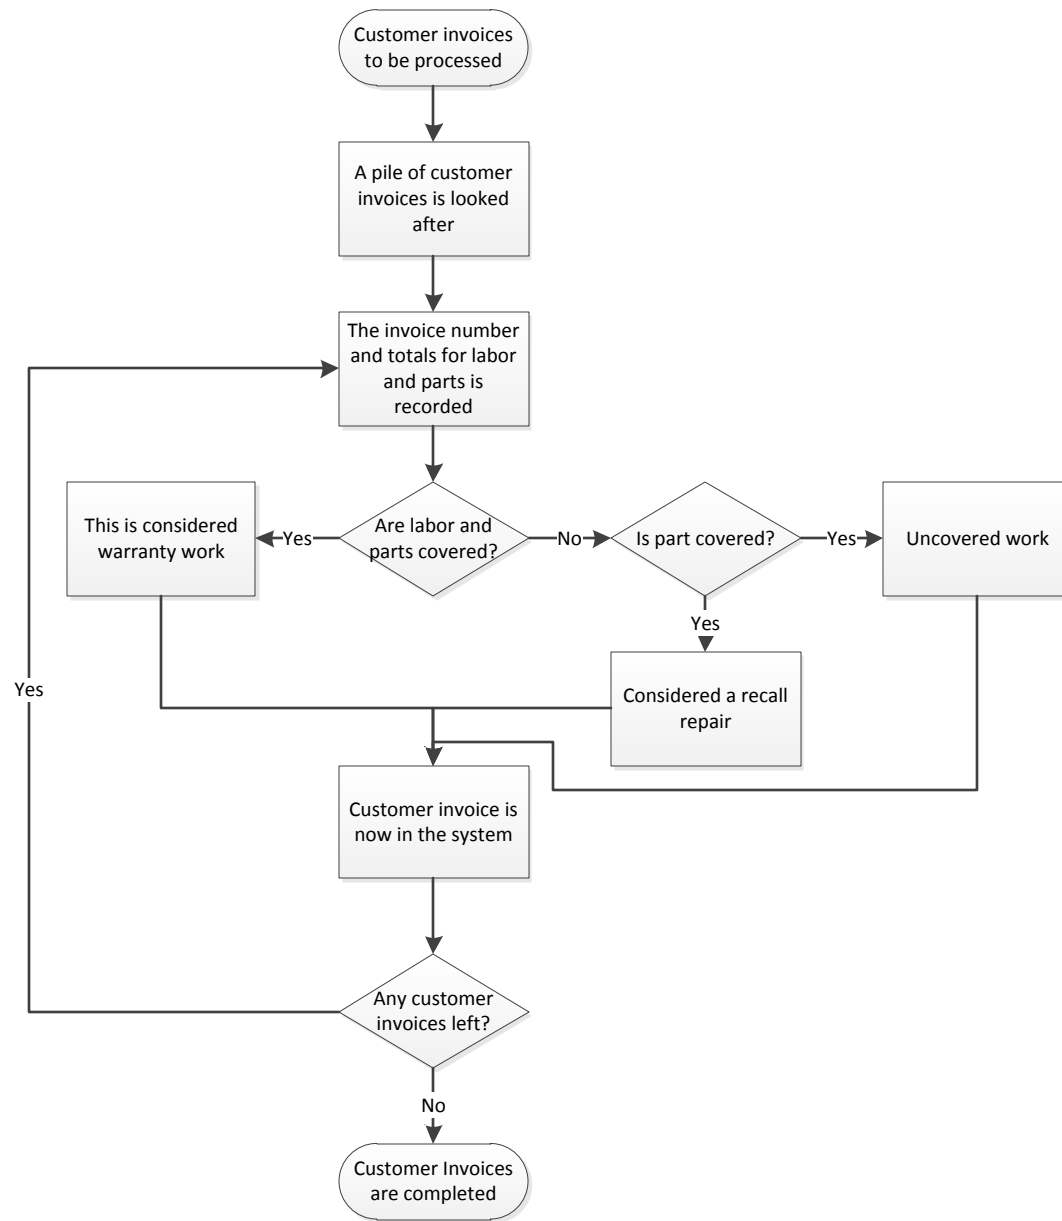 Customer invoices
to be processed
A pile of customer
invoices is looked
after
The invoice number
and totals for labor
and parts is
recorded
This is considered
warranty work
Yes
Are labor and
parts covered?
No
Is part covered?
Yes
Uncovered work
Yes
Yes
Considered a recall
repair
Customer invoice is
now in the system
Any customer
invoices left?
No
Customer Invoices
are completed